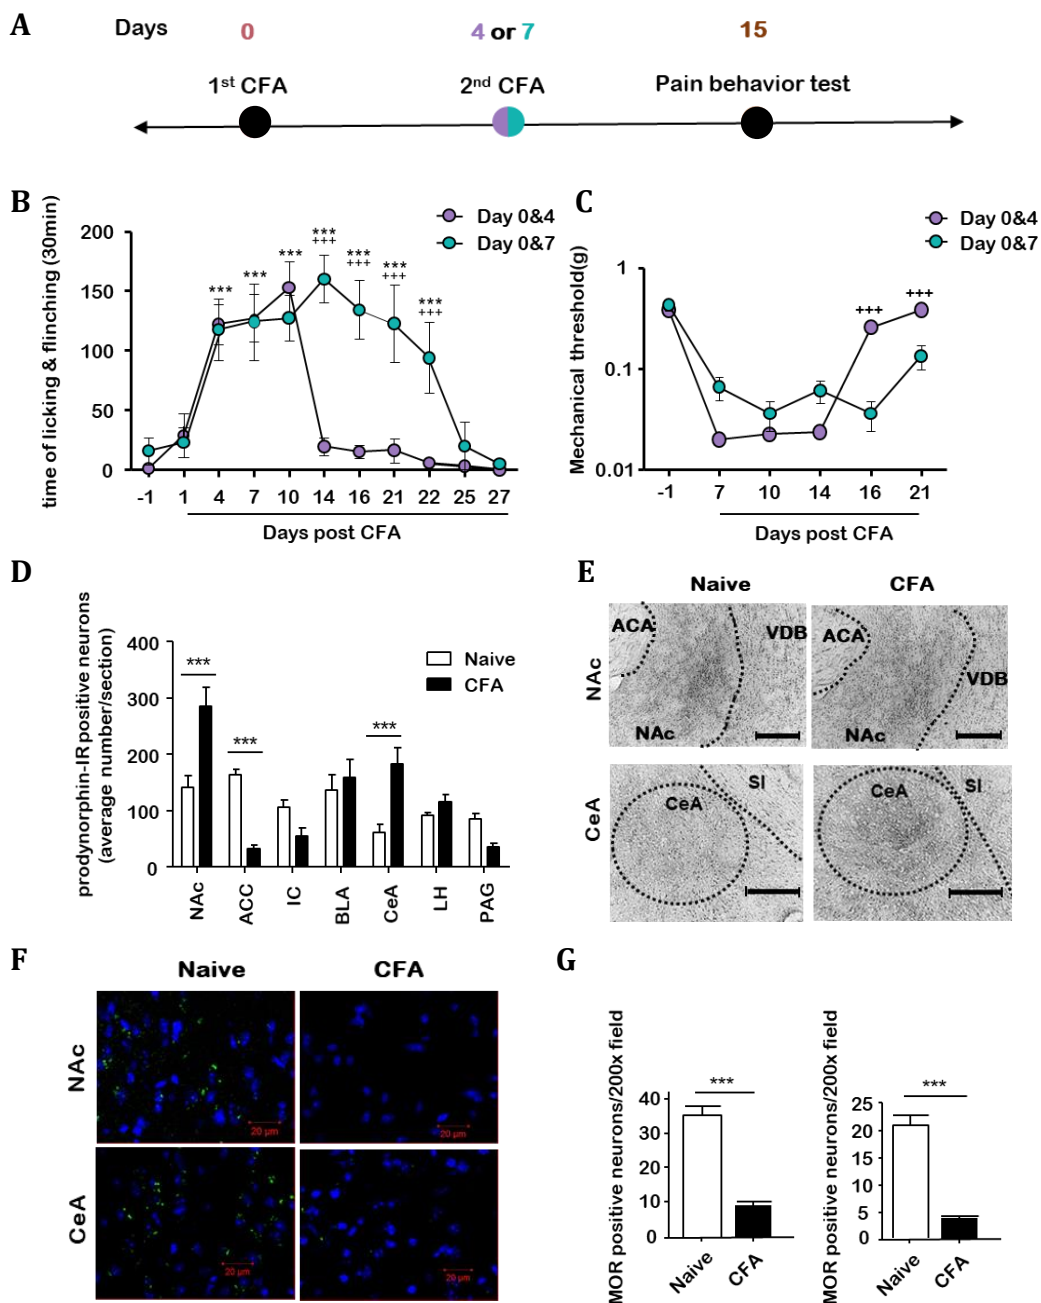 A
Days 0 4 or 7 15
1st CFA 2nd CFA Pain behavior test
B
time of licking & flinching (30min)
Day 0&4
Day 0&7
200
150
100
50
0
***
***
***
***
+++
***
+++
***
+++
***
+++
-1 1 4 7 10 14 16 21 22 25 27
Days post CFA
C
Mechanical threshold(g)
Day 0&4
Day 0&7
1
0.1
0.01
+++
+++
-1 7 10 14 16 21
Days post CFA
D
prodynorphin-IR positive neurons
(average number/section)
400
300
200
100
0
Naive
CFA
***
***
***
NAc ACC IC BLA CeA LH PAG
E
Naive CFA
NAc
ACA VDB NAc
ACA VDB NAc
CeA
CeA SI
CeA SI
F
Naive CFA
NAc
20 µm 20 µm
CeA
20 µm 20 µm
G
MOR positive neurons/200x field
40
30
20
10
0
***
Naive CFA
MOR positive neurons/200x field
25
20
15
10
5
0
***
Naive CFA